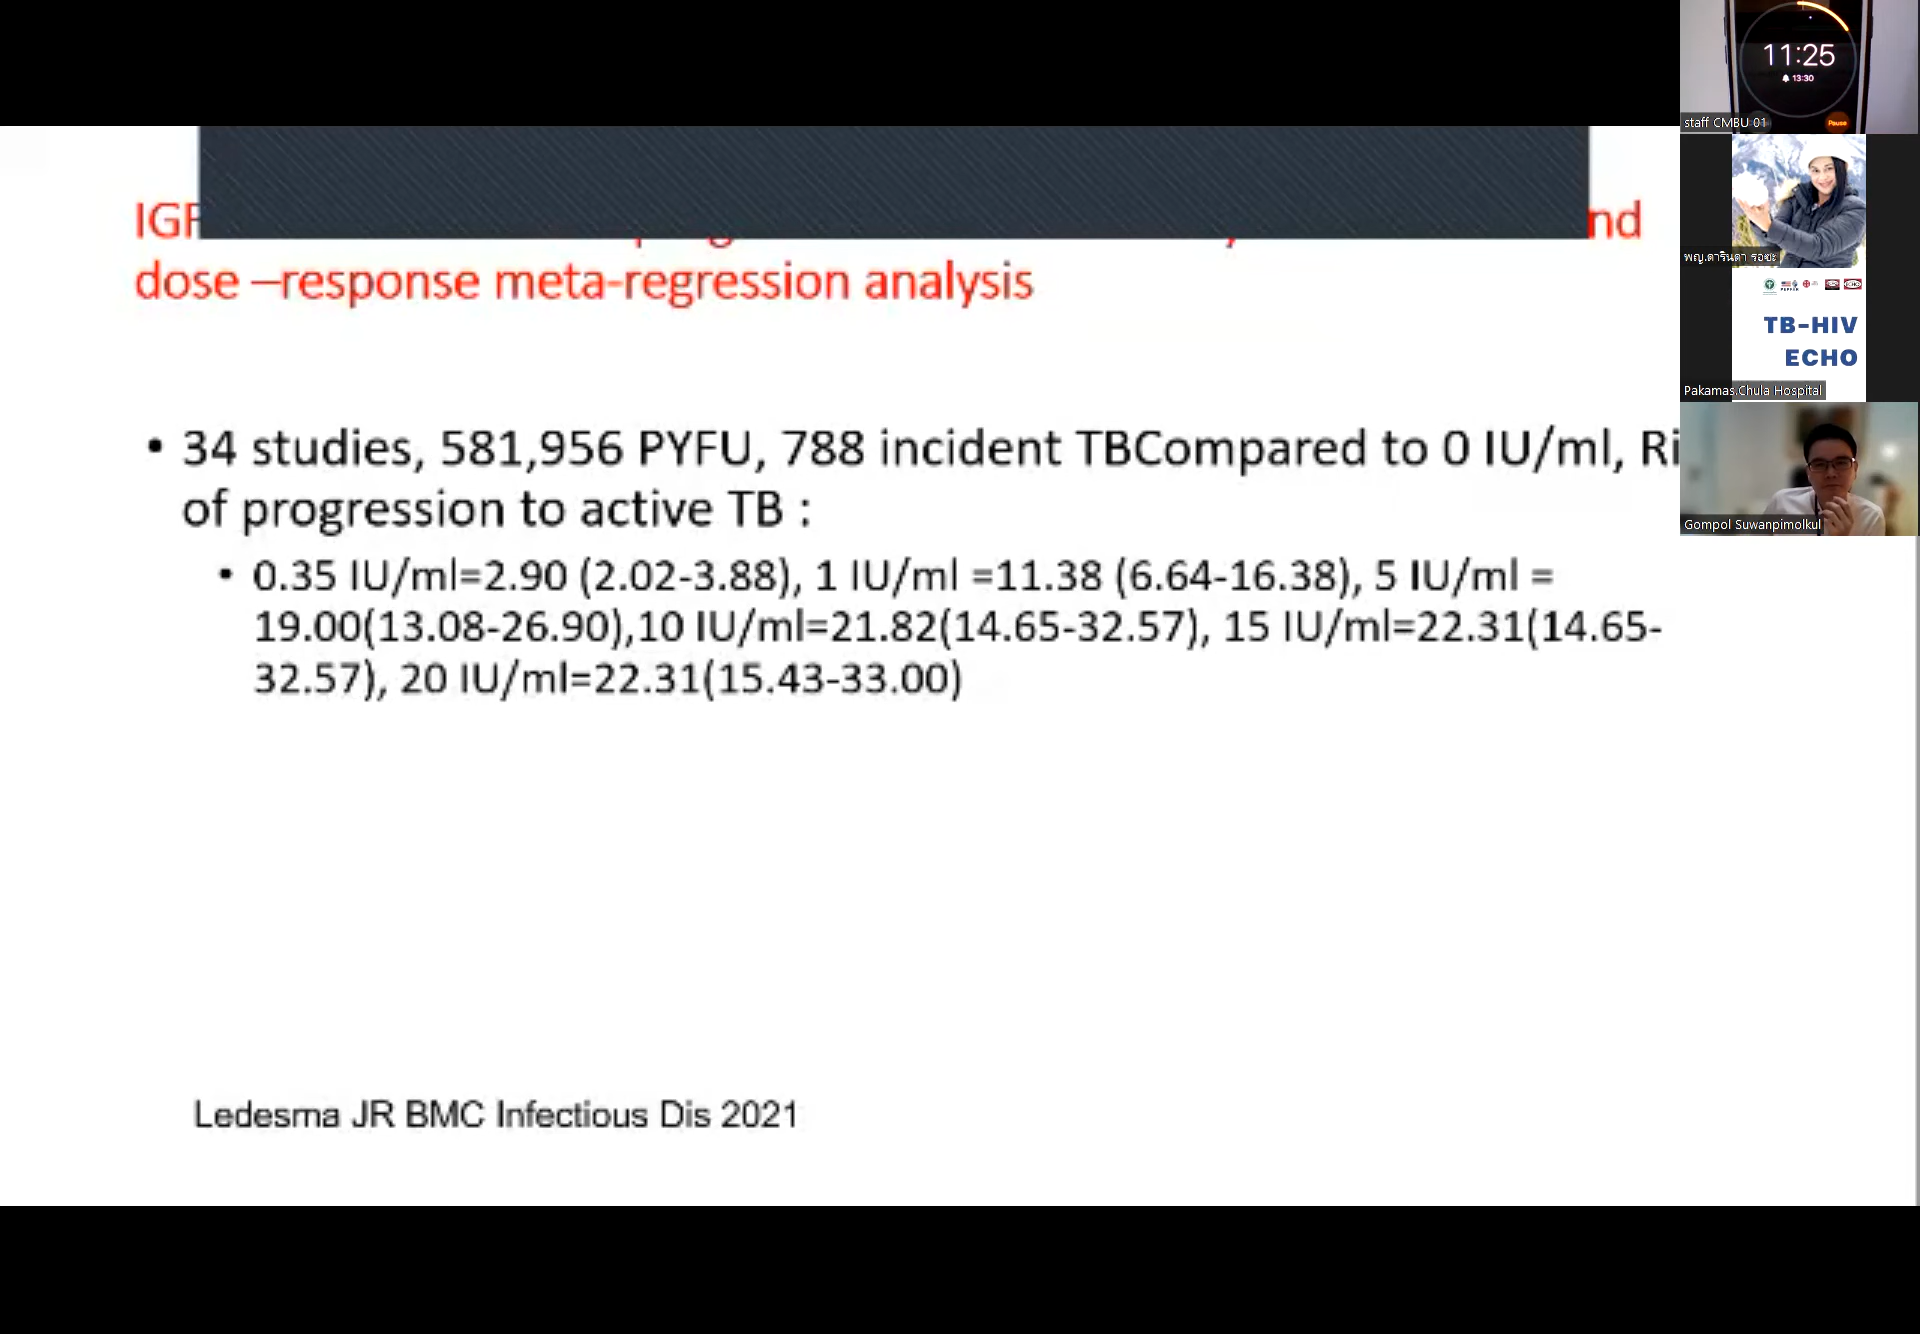 11:25
13:30
Pause
staff CMBU 01
nd
dose –response meta-regression analysis
พญ.ดารินดา รอซะ
TB-HIV
ECHO
Pakamas.Chula Hospital
• 34 studies, 581,956 PYFU, 788 incident TBCompared to 0 IU/ml, Ri
of progression to active TB :
Gompol Suwanpimolkul
• 0.35 IU/ml=2.90 (2.02-3.88), 1 IU/ml =11.38 (6.64-16.38), 5 IU/ml =
19.00(13.08-26.90),10 IU/ml=21.82(14.65-32.57), 15 IU/ml=22.31(14.65-
32.57), 20 IU/ml=22.31(15.43-33.00)
Ledesma JR BMC Infectious Dis 2021